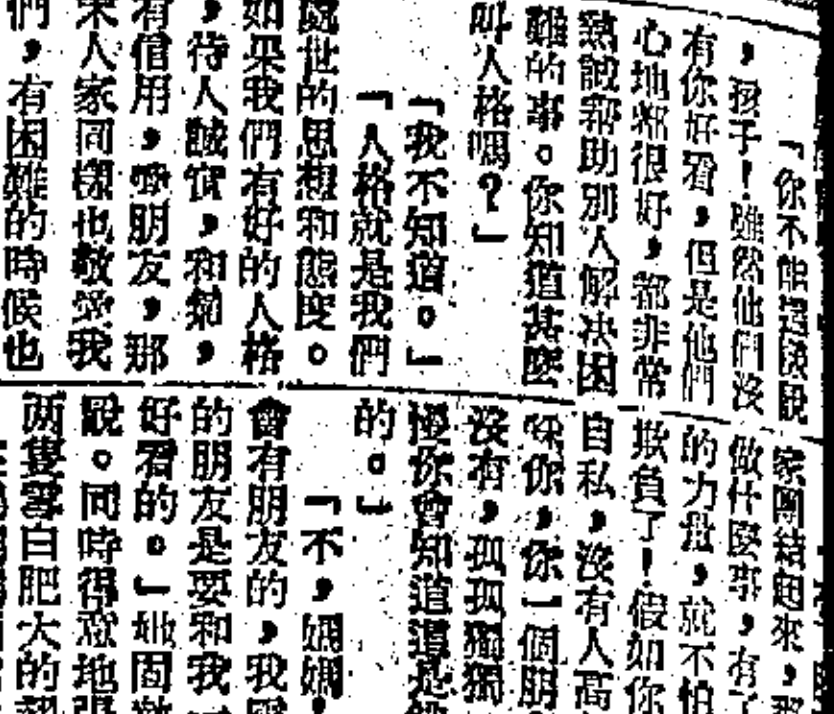 「你不能這樣說
，孩子！雖然他們沒
有你好看，但是他們
心地都很好，都非常
熱誠幫助別人解决困
難的事。你知道甚麼
叫人格嗎？」
「我不知道。」
「人格就是我們
處世的思想和態度。
如果我們有好的人格
，待人誠實，和藹，
有信用，愛朋友，那
人家同樣也敬愛我
們，有困難的時候也
家團結起來，那
做什麼事，有了
的力量，就不怕
欺負了！假如你
自私，沒有人高
睬你，你一個朋
沒有，孤孤獨獨
你會知道這是
的。」
「不，媽媽，
會有朋友的，我
的朋友是要和我
好看的。」她固
說。同時得意地張
两隻雪白肥大的翅